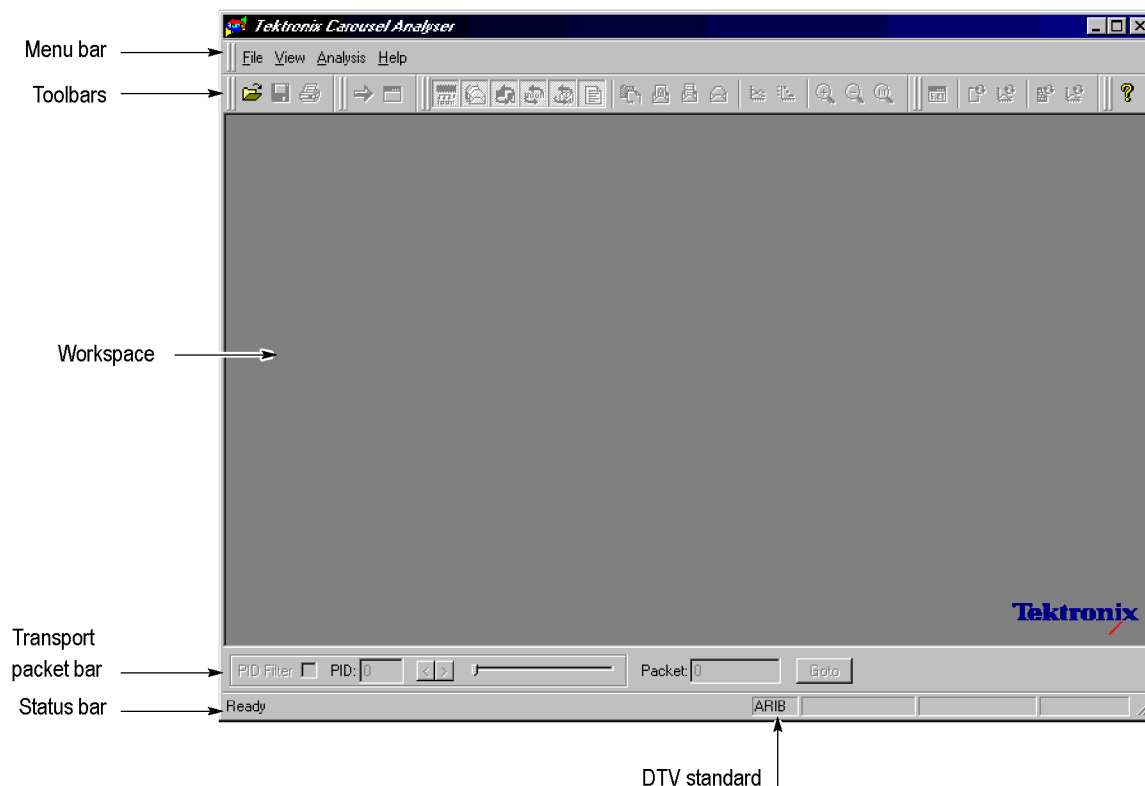 Tektronix Carousel Analyser
Menu bar
File View Analysis Help
Toolbars
Workspace
Tektronix
Transport
packet bar
PID Filter PID: 0 < > Packet: 0 Goto
Status bar
Ready ARIB
DTV standard